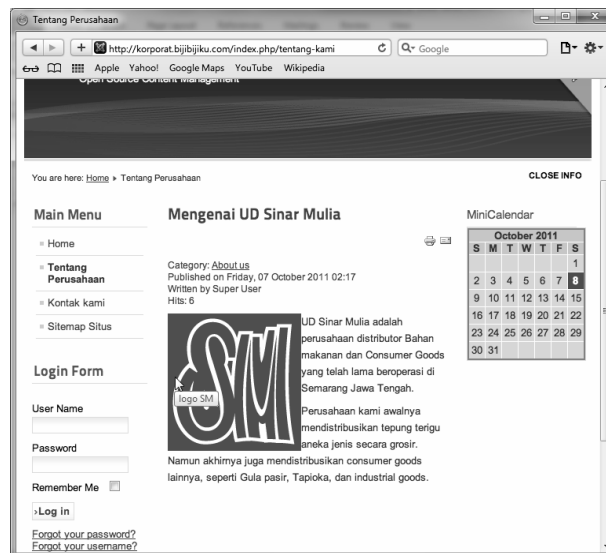 Tentang Perusahaan
http://korporat.bijibijiku.com/index.php/tentang-kami
Google
Apple Yahoo! Google Maps YouTube Wikipedia
Open Source Content Management
You are here: Home Tentang Perusahaan
CLOSE INFO
Main Menu
Home
Tentang
Perusahaan
Kontak kami
Sitemap Situs
Login Form
User Name
Password
Remember Me
›Log in
Forgot your password?
Forgot your username?
Mengenai UD Sinar Mulia
Category: About us
Published on Friday, 07 October 2011 02:17
Written by Super User
Hits: 6
SM
logo SM
UD Sinar Mulia adalah
perusahaan distributor Bahan
makanan dan Consumer Goods
yang telah lama beroperasi di
Semarang Jawa Tengah.
Perusahaan kami awalnya
mendistribusikan tepung terigu
aneka jenis secara grosir.
Namun akhirnya juga mendistribusikan consumer goods
lainnya, seperti Gula pasir, Tapioka, dan industrial goods.
MiniCalendar
October 2011
S M T W T F S
1
2 3 4 5 6 7 8
9 10 11 12 13 14 15
16 17 18 19 20 21 22
23 24 25 26 27 28 29
30 31